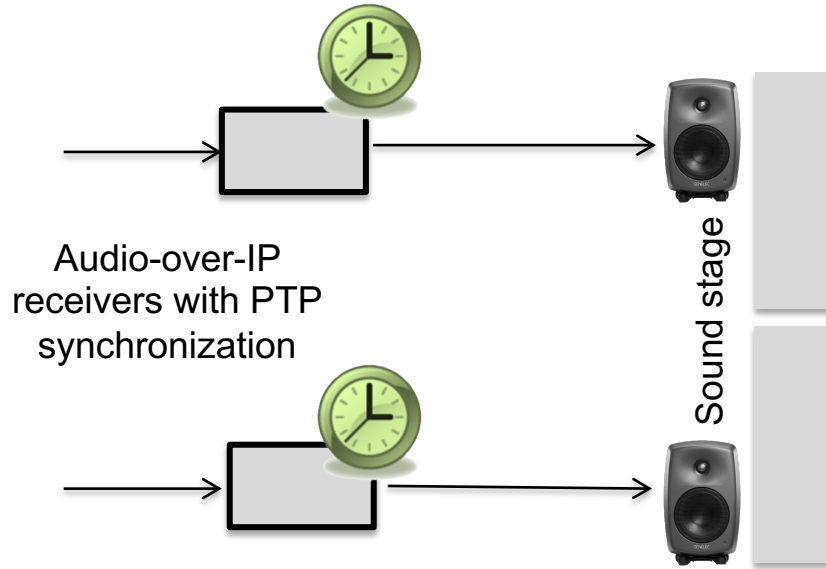 Audio-over-IP
receivers with PTP
synchronization
Sound stage